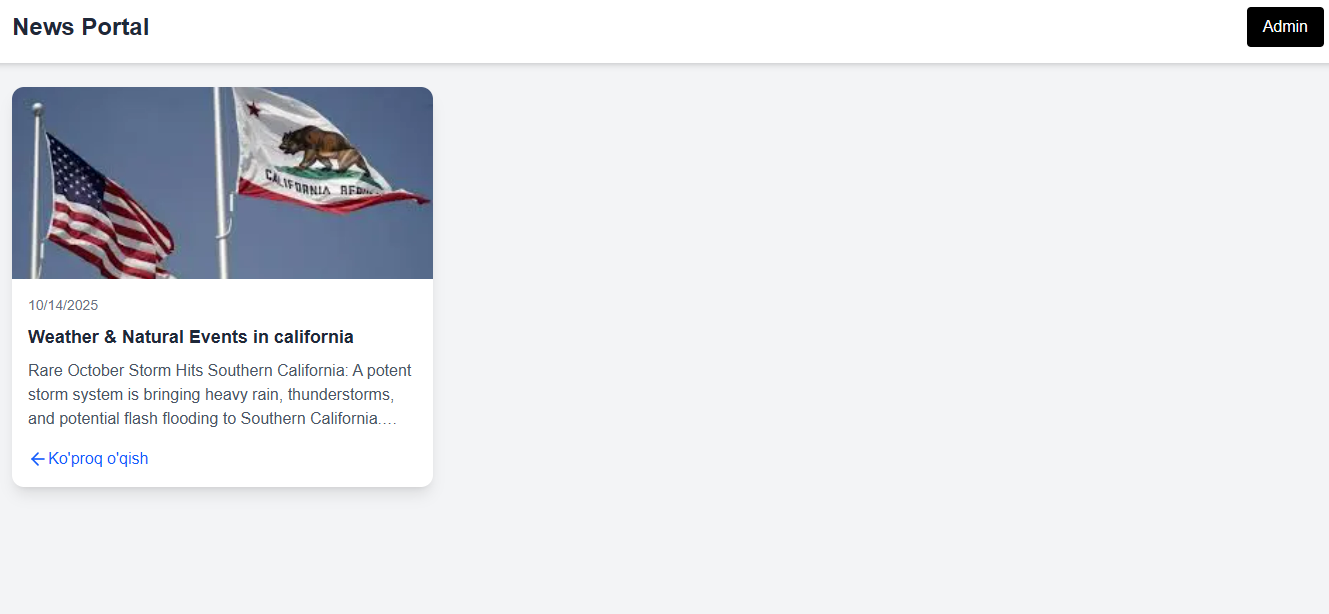 News Portal
Admin
CALIFORNIA
10/14/2025
Weather & Natural Events in california
Rare October Storm Hits Southern California: A potent
storm system is bringing heavy rain, thunderstorms,
and potential flash flooding to Southern California....
Ko'proq o'qish